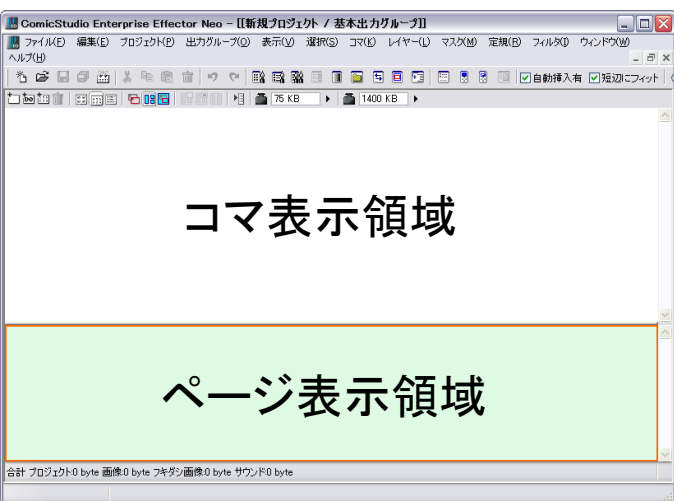 ComicStudio Enterprise Effector Neo - [[新規プロジェクト / 基本出力グループ]]
ファイル(F) 編集(E) プロジェクト(P) 出力グループ(O) 表示(V) 選択(S) コマ(K) レイヤー(L) マスク(M) 定規(R) フィルタ(I) ウィンドウ(W)
ヘルプ(H)
自動挿入有 短辺にフィット
75 KB 1400 KB
コマ表示領域
ページ表示領域
合計 プロジェクト:0 byte 画像:0 byte フキダシ画像:0 byte サウンド:0 byte